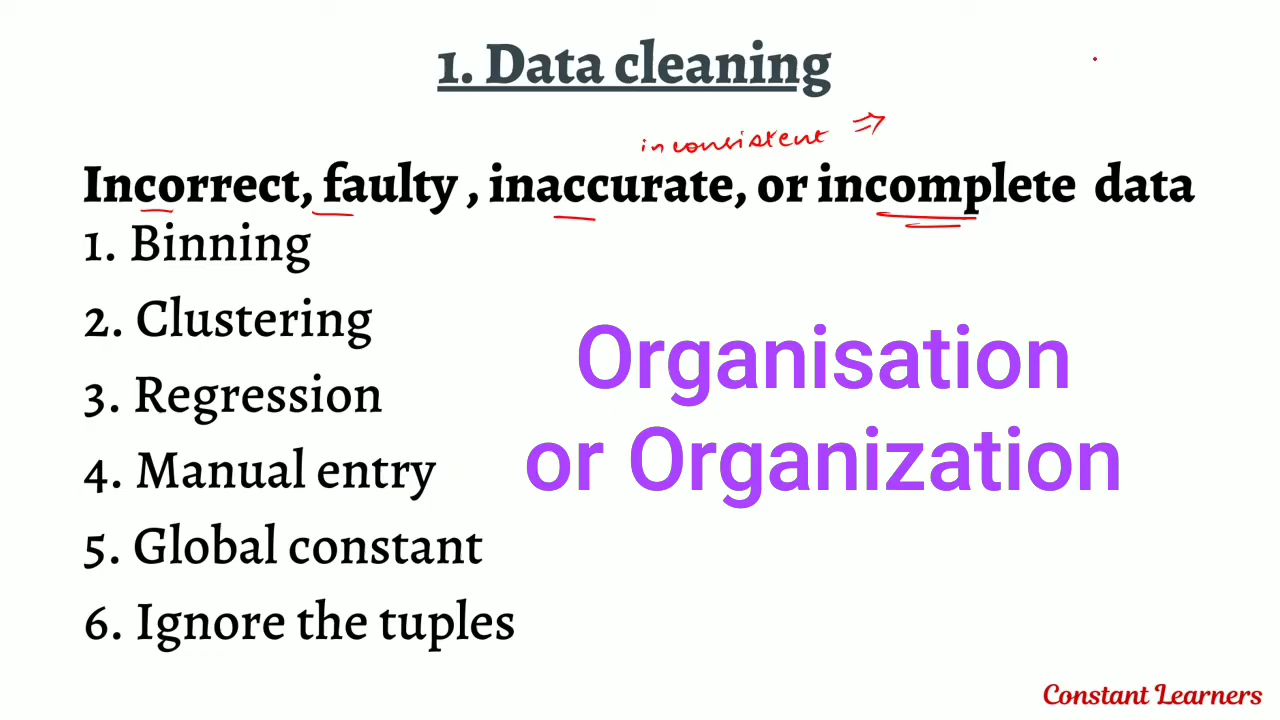 1. Data cleaning
inconsistent ⇒
Incorrect, faulty , inaccurate, or incomplete data
1. Binning
2. Clustering
3. Regression
4. Manual entry
5. Global constant
6. Ignore the tuples
Organisation
or Organization
Constant Learners